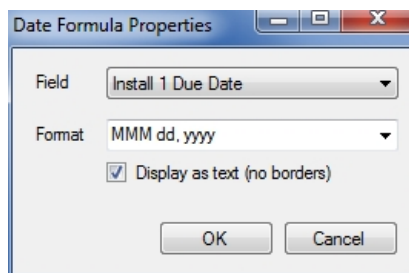 Date Formula Properties
Field Install 1 Due Date
Format MMM dd, yyyy
Display as text (no borders)
OK Cancel